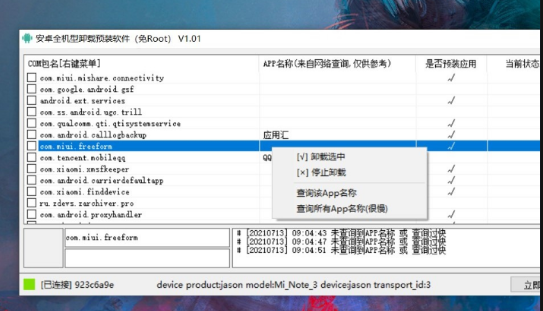 安卓全机型卸载预装软件（免Root） V1.01
COM包名[右键菜单] APP名称(来自网络查询,仅供参考) 是否预装应用 当前状态
com.miui.mishare.connectivity √
com.google.android.gsf
android.ext.services √
com.ss.android.ugc.trill
com.qualcomm.qti.qtisystemservice √
com.android.calllogbackup 应用汇 √
com.miui.freeform
com.tencent.mobileqq QQ
com.xiaomi.xmsfkeeper √
com.android.carrierdefaultapp √
com.xiaomi.finddevice √
ru.zdevs.zarchiver.pro
com.android.proxyhandler √
[√] 卸载选中
[×] 停止卸载
查询该App名称
查询所有App名称(很慢)
com.miui.freeform
# [20210713] 09:04:43 未查询到APP名称 或 查询过快
# [20210713] 09:04:47 未查询到APP名称 或 查询过快
# [20210713] 09:04:51 未查询到APP名称 或 查询过快
[已连接] 923c6a9e device product:jason model:Mi_Note_3 device:jason transport_id:3 立即